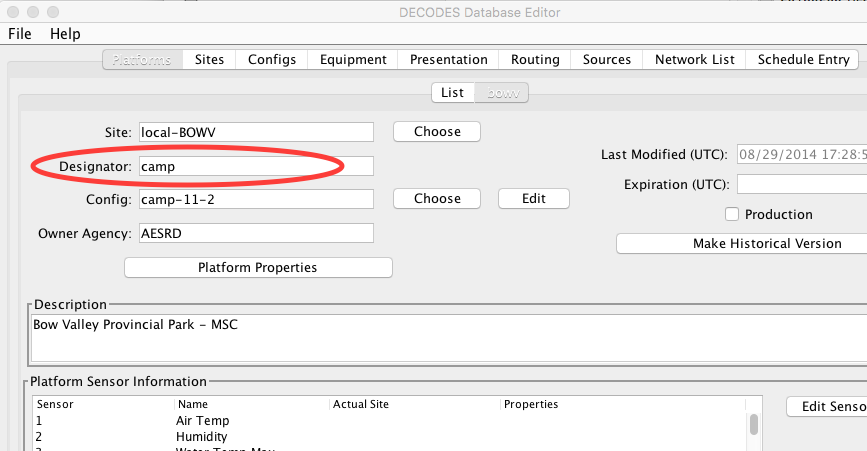 DECODES Database Editor
File Help
Platforms Sites Configs Equipment Presentation Routing Sources Network List Schedule Entry
List bowv
Site: local-BOWV Choose
Designator: camp
Last Modified (UTC): 08/29/2014 17:28:5
Config: camp-11-2 Choose Edit
Expiration (UTC):
Production
Owner Agency: AESRD
Make Historical Version
Platform Properties
Description
Bow Valley Provincial Park - MSC
Platform Sensor Information
Sensor Name Actual Site Properties
Edit Senso
1 Air Temp
2 Humidity